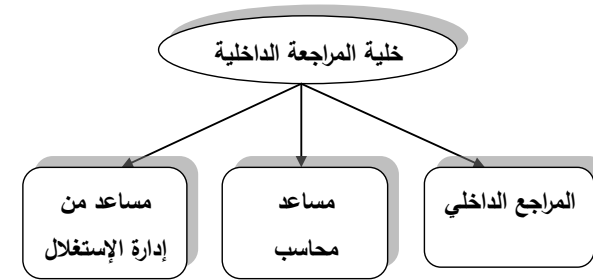 خلية المراجعة الداخلية
المراجع الداخلي
مساعد
محاسب
مساعد من
إدارة الإستغلال